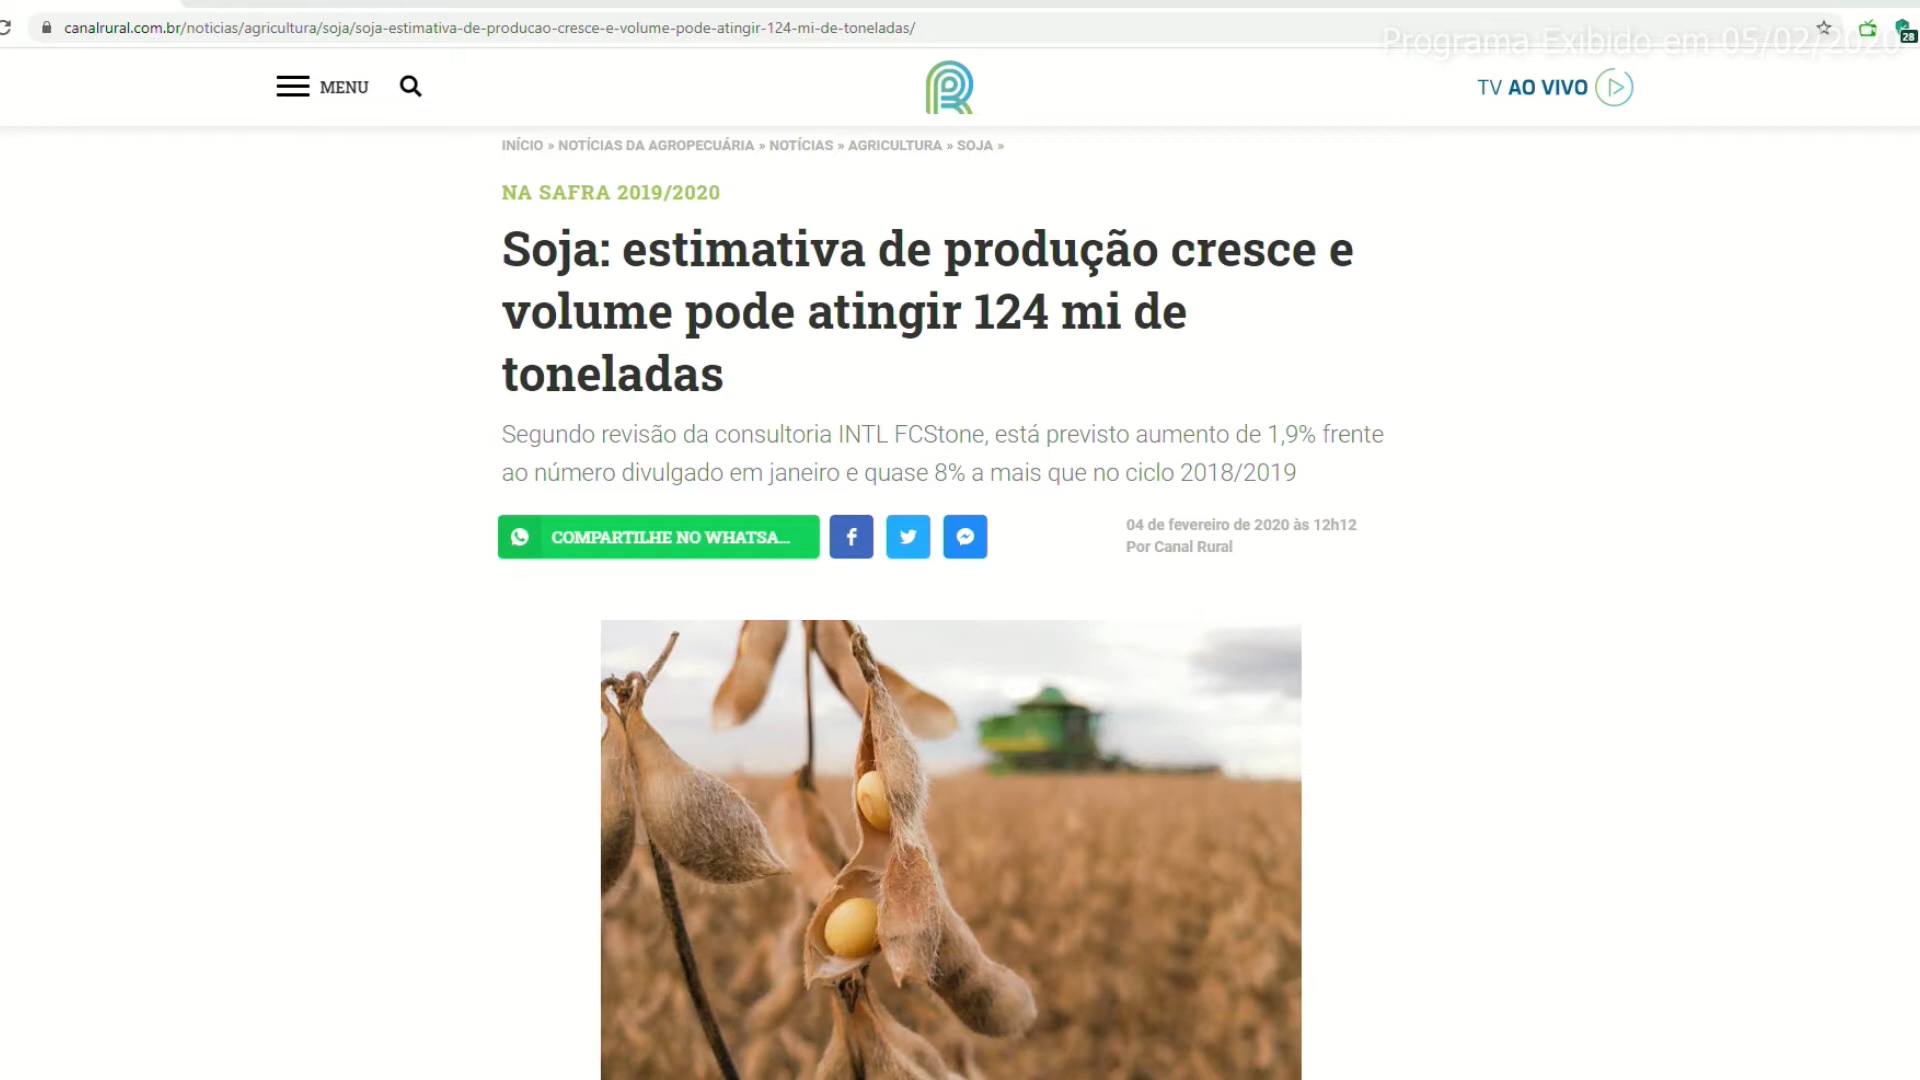 canalrural.com.br/noticias/agricultura/soja/soja-estimativa-de-producao-cresce-e-volume-pode-atingir-124-mi-de-toneladas/
28
Programa Exibido em 05/02/2020
MENU
TV AO VIVO
INÍCIO » NOTÍCIAS DA AGROPECUÁRIA » NOTÍCIAS » AGRICULTURA » SOJA »
NA SAFRA 2019/2020
Soja: estimativa de produção cresce e
volume pode atingir 124 mi de
toneladas
Segundo revisão da consultoria INTL FCStone, está previsto aumento de 1,9% frente
ao número divulgado em janeiro e quase 8% a mais que no ciclo 2018/2019
COMPARTILHE NO WHATSA...
04 de fevereiro de 2020 às 12h12
Por Canal Rural